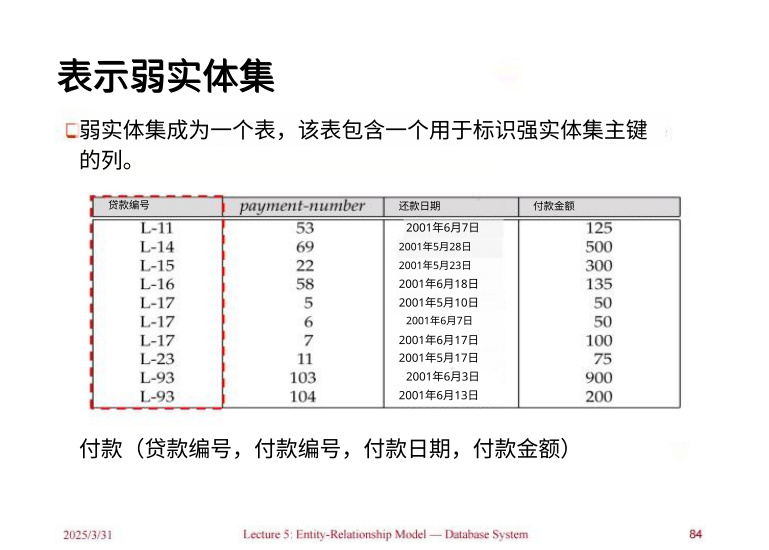 表示弱实体集
弱实体集成为一个表，该表包含一个用于标识强实体集主键
的列。
贷款编号 payment-number 还款日期 付款金额
L-11 53 2001年6月7日 125
L-14 69 2001年5月28日 500
L-15 22 2001年5月23日 300
L-16 58 2001年6月18日 135
L-17 5 2001年5月10日 50
L-17 6 2001年6月7日 50
L-17 7 2001年6月17日 100
L-23 11 2001年5月17日 75
L-93 103 2001年6月3日 900
L-93 104 2001年6月13日 200
付款（贷款编号，付款编号，付款日期，付款金额）
2025/3/31 Lecture 5: Entity-Relationship Model — Database System 84